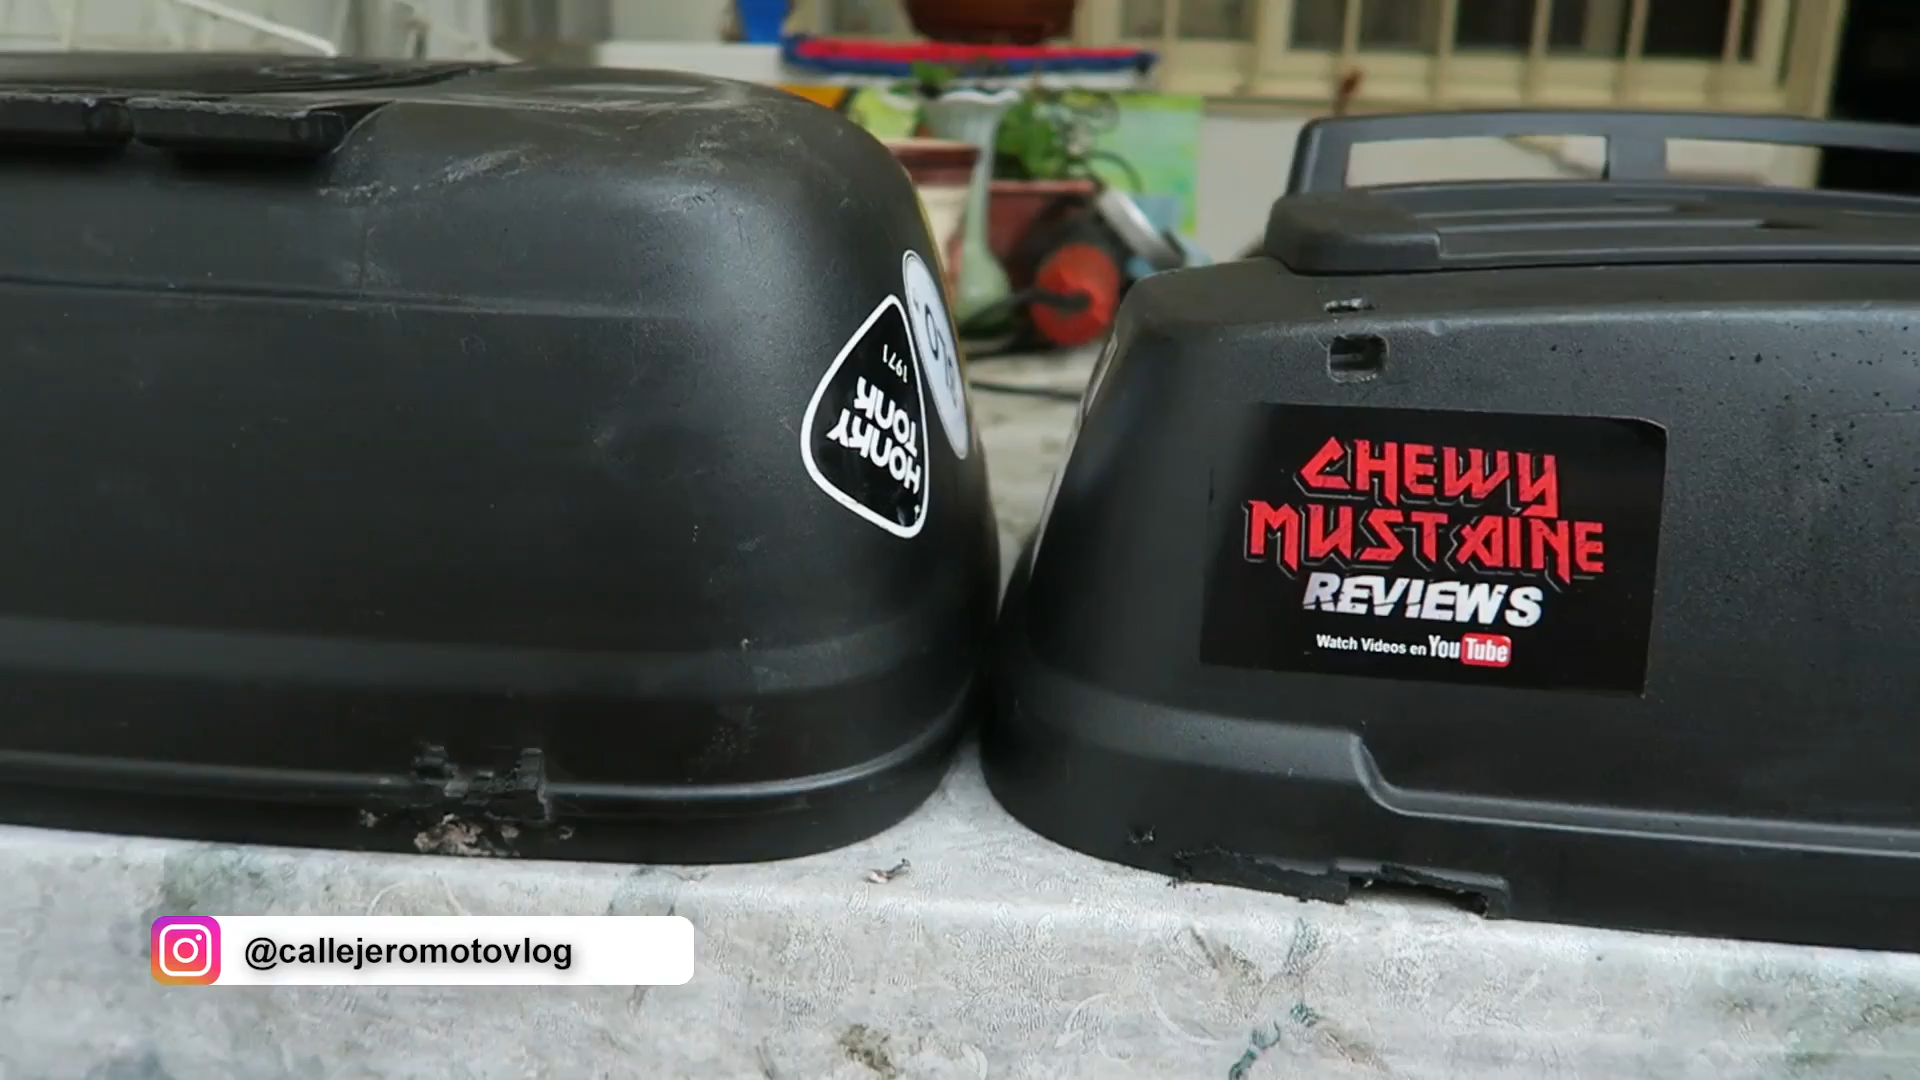 HONKY
TONK
1971
CHEWY
MUSTAINE
REVIEWS
Watch Videos en YouTube
@callejeromotovlog